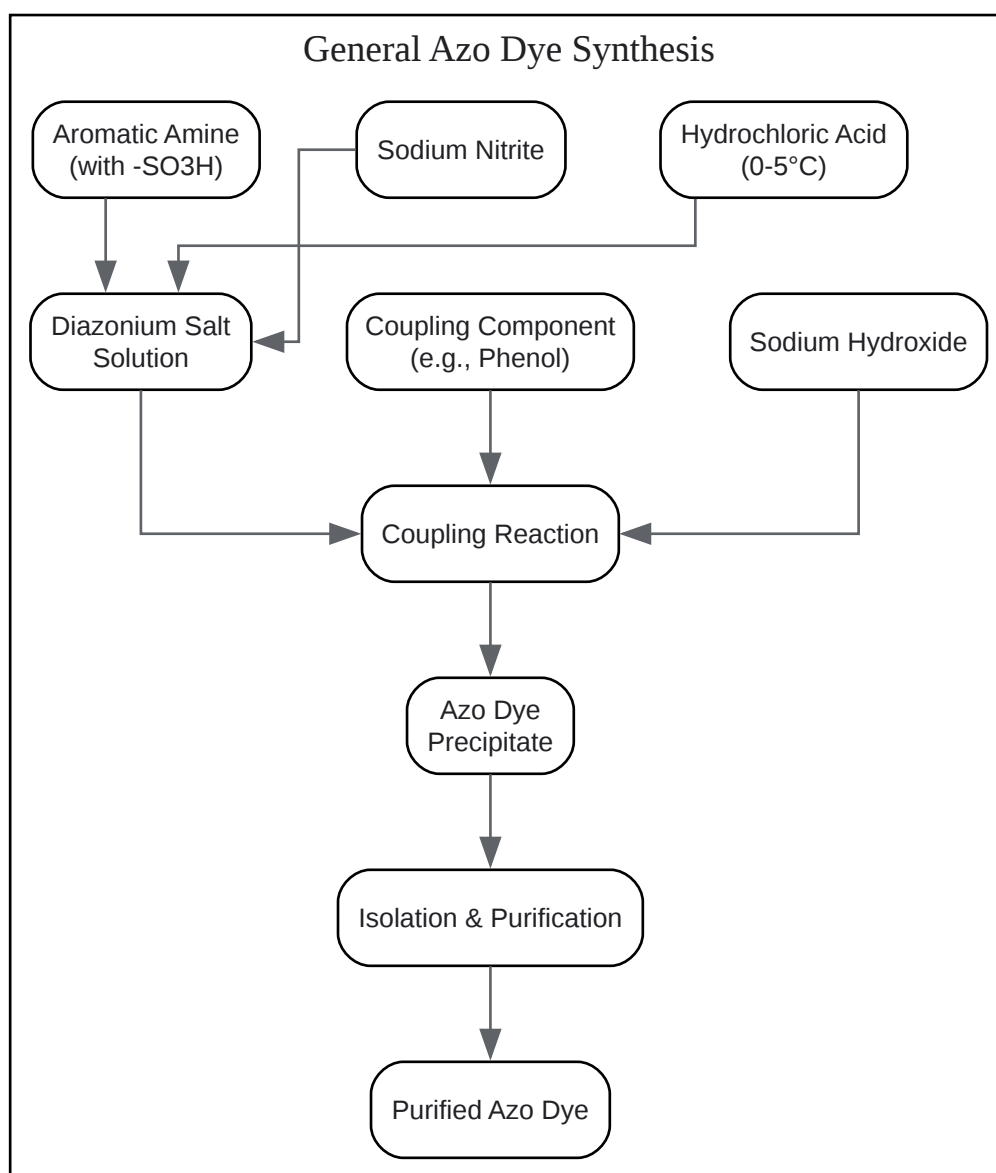 General Azo Dye Synthesis
Aromatic Amine
(with -SO3H)
Sodium Nitrite
Hydrochloric Acid
(0-5°C)
Diazonium Salt
Solution
Coupling Component
(e.g., Phenol)
Sodium Hydroxide
Coupling Reaction
Azo Dye
Precipitate
Isolation & Purification
Purified Azo Dye